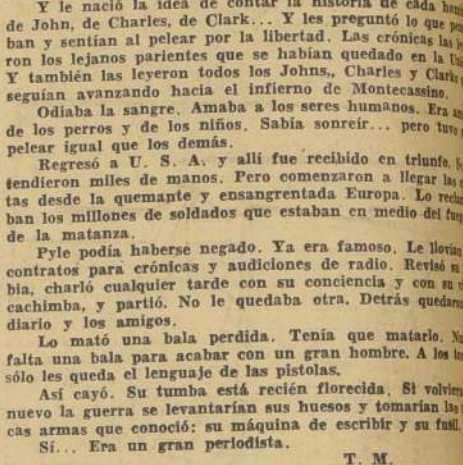 Y le nació la idea de contar la historia de cada
de John, de Charles, de Clark... Y les preguntó lo que
ban y sentían al pelear por la libertad. Las crónicas las
ron los lejanos parientes que se habían quedado en la
Y también las leyeron todos los Johns,, Charles y Clarks
seguían avanzando hacia el infierno de Montecassino.
Odiaba la sangre. Amaba a los seres humanos. Era
de los perros y de los niños. Sabía sonreír... pero tuvo
pelear igual que los demás.
Regresó a U. S. A. y allí fue recibido en triunfo.
tendieron miles de manos. Pero comenzaron a llegar las
tas desde la quemante y ensangrentada Europa. Lo
ban los millones de soldados que estaban en medio del
de la matanza.
Pyle podía haberse negado. Ya era famoso. Le llovían
contratos para crónicas y audiciones de radio. Revisó su
bia, charló cualquier tarde con su conciencia y con su
cachimba, y partió. No le quedaba otra. Detrás quedaron
diario y los amigos.
Lo mató una bala perdida. Tenía que matarlo.
falta una bala para acabar con un gran hombre. A los
sólo les queda el lenguaje de las pistolas.
Así cayó. Su tumba está recién florecida. Si volviera
nuevo la guerra se levantarían sus huesos y tomarían las
cas armas que conoció: su máquina de escribir y su fusil.
Sí... Era un gran periodista.
T. M.